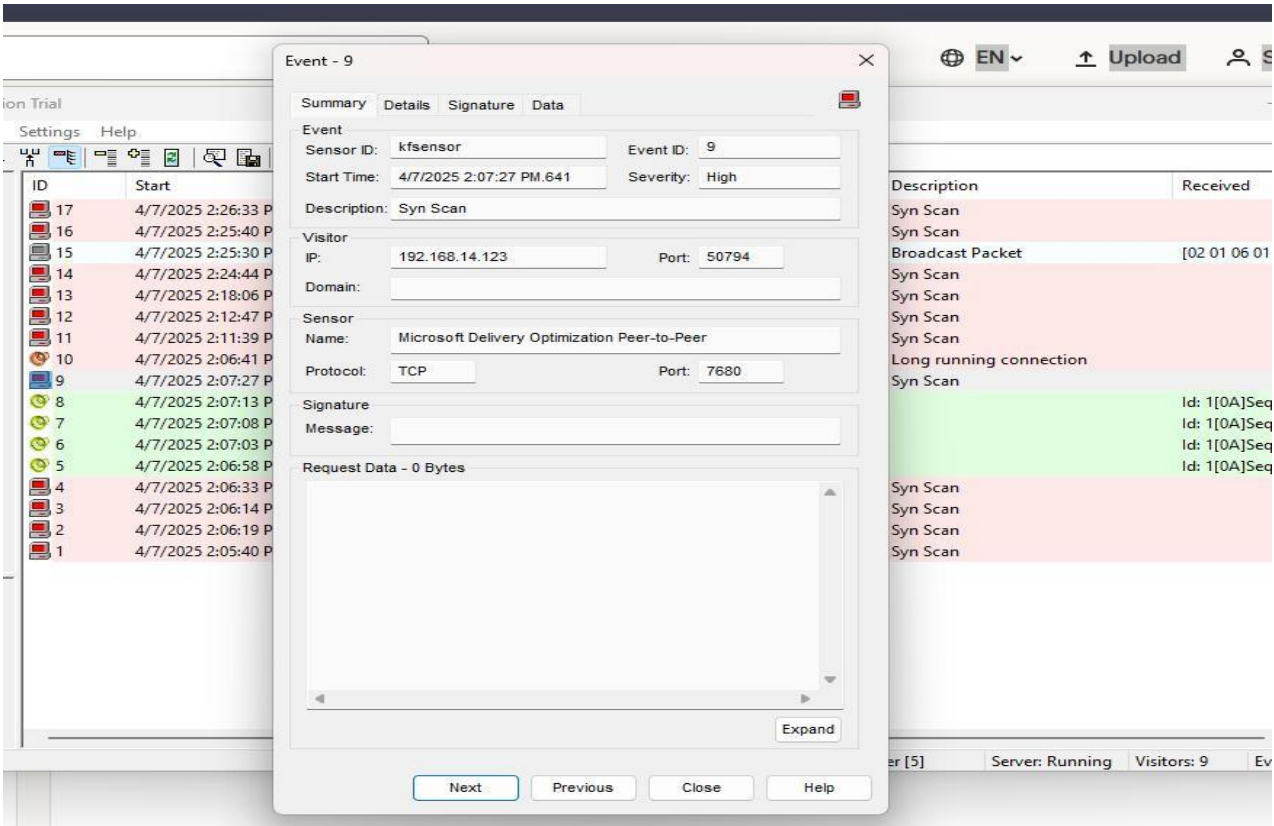 EN
Upload
ion Trial
Settings Help
ID Start Description Received
17 4/7/2025 2:26:33 P Syn Scan
16 4/7/2025 2:25:40 P Syn Scan
15 4/7/2025 2:25:30 P Broadcast Packet [02 01 06 01
14 4/7/2025 2:24:44 P Syn Scan
13 4/7/2025 2:18:06 P Syn Scan
12 4/7/2025 2:12:47 P Syn Scan
11 4/7/2025 2:11:39 P Syn Scan
10 4/7/2025 2:06:41 P Long running connection
9 4/7/2025 2:07:27 P Syn Scan
8 4/7/2025 2:07:13 P Id: 1[0A]Seq
7 4/7/2025 2:07:08 P Id: 1[0A]Seq
6 4/7/2025 2:07:03 P Id: 1[0A]Seq
5 4/7/2025 2:06:58 P Id: 1[0A]Seq
4 4/7/2025 2:06:33 P Syn Scan
3 4/7/2025 2:06:14 P Syn Scan
2 4/7/2025 2:06:19 P Syn Scan
1 4/7/2025 2:05:40 P Syn Scan
er [5] Server: Running Visitors: 9 Ev
Event - 9
Summary Details Signature Data
Event
Sensor ID: kfsensor Event ID: 9
Start Time: 4/7/2025 2:07:27 PM.641 Severity: High
Description: Syn Scan
Visitor
IP: 192.168.14.123 Port: 50794
Domain:
Sensor
Name: Microsoft Delivery Optimization Peer-to-Peer
Protocol: TCP Port: 7680
Signature
Message:
Request Data - 0 Bytes
Expand
Next Previous Close Help